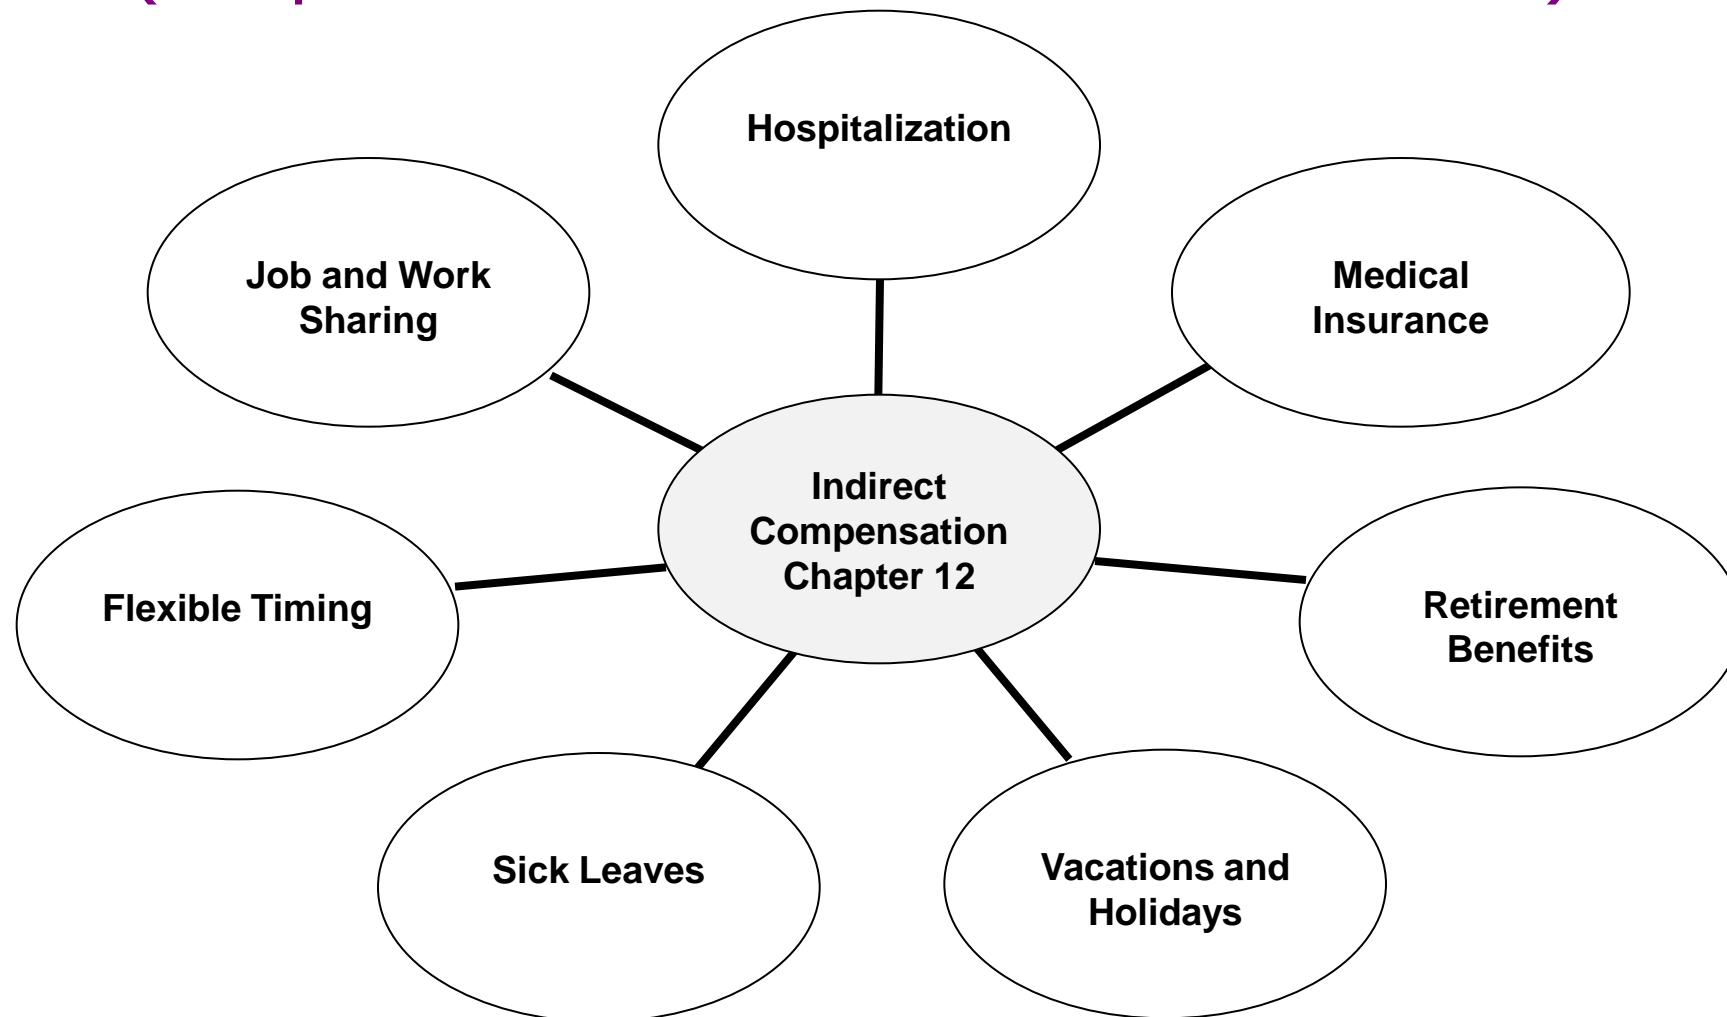 Hospitalization
Job and Work
Sharing
Medical
Insurance
Indirect
Compensation
Chapter 12
Flexible Timing
Retirement
Benefits
Sick Leaves
Vacations and
Holidays